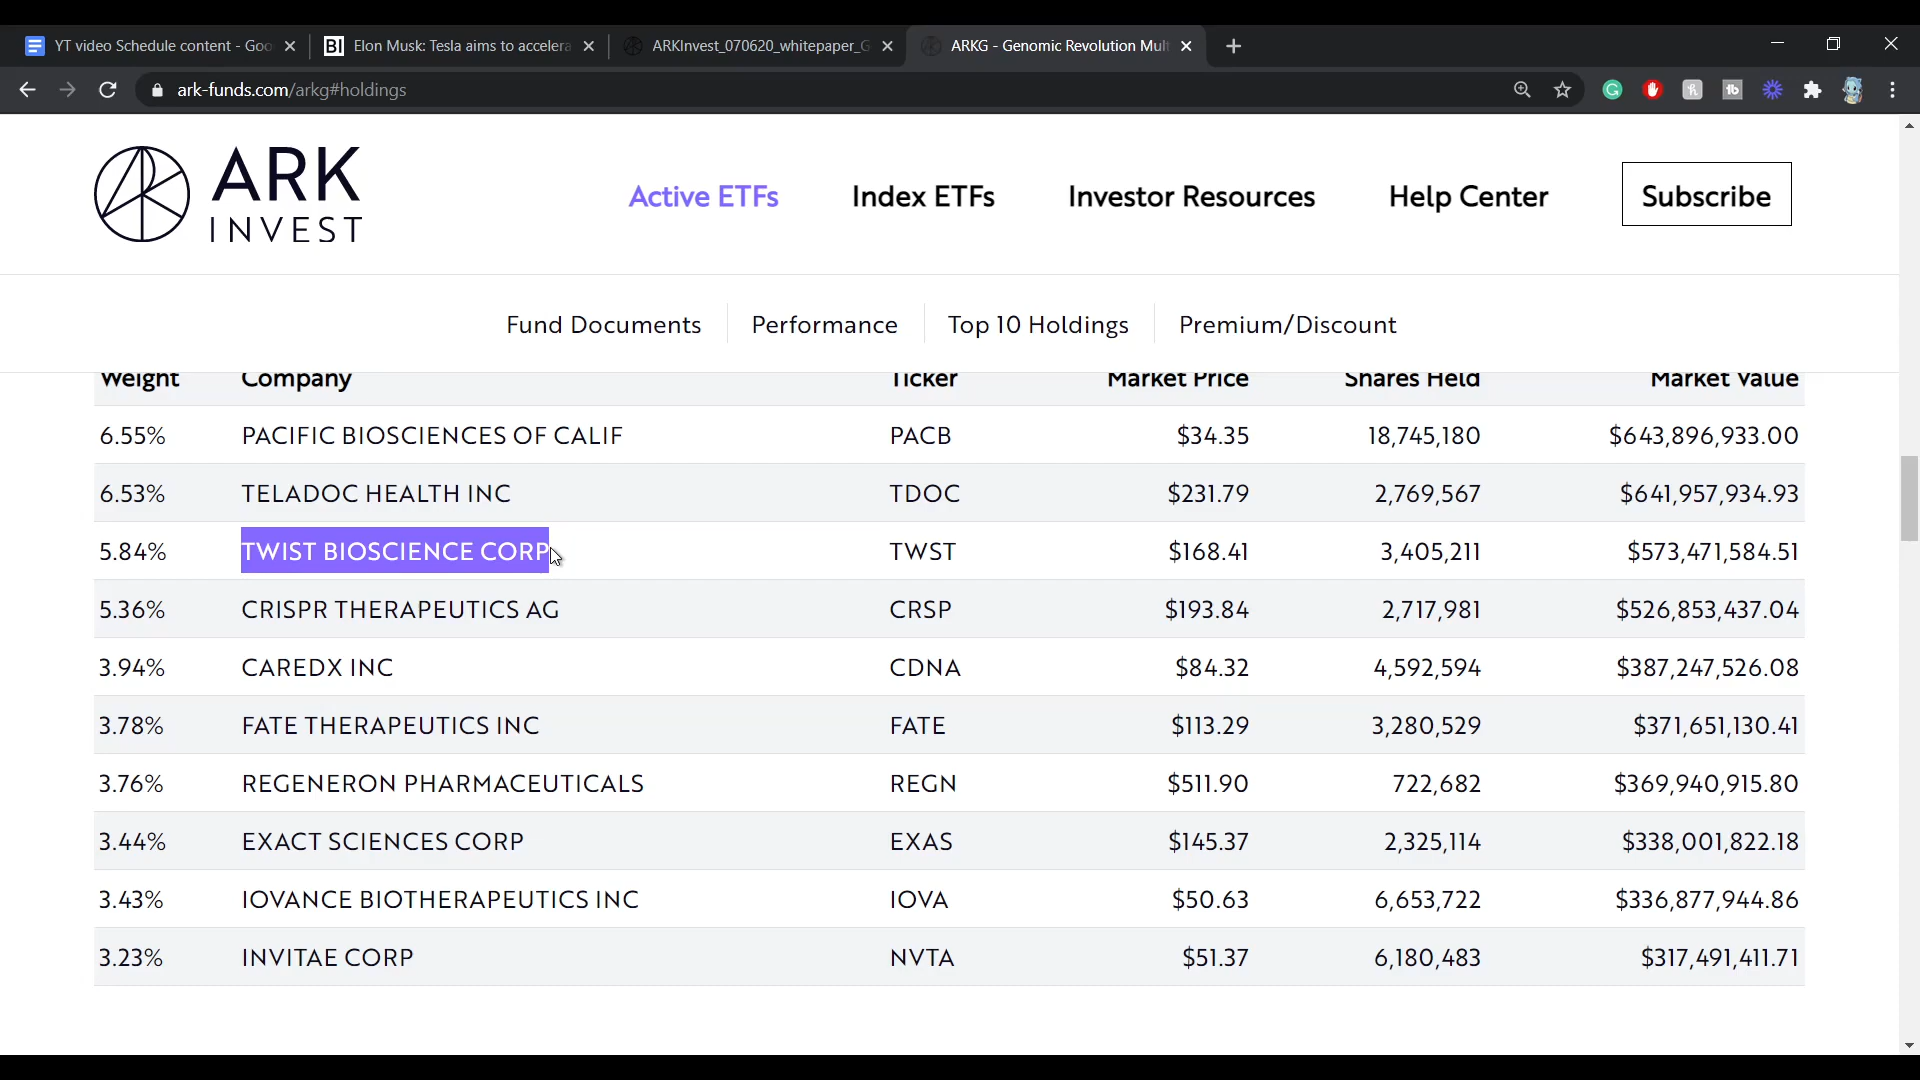 YT video Schedule content - Goo
BI Elon Musk: Tesla aims to accelera
ARKInvest_070620_whitepaper_G
ARKG - Genomic Revolution Mult
ark-funds.com/arkg#holdings
ARK
INVEST
Active ETFs Index ETFs Investor Resources Help Center Subscribe
Fund Documents Performance Top 10 Holdings Premium/Discount
Weight Company Ticker Market Price Shares Held Market Value
6.55% PACIFIC BIOSCIENCES OF CALIF PACB $34.35 18,745,180 $643,896,933.00
6.53% TELADOC HEALTH INC TDOC $231.79 2,769,567 $641,957,934.93
5.84% TWIST BIOSCIENCE CORP TWST $168.41 3,405,211 $573,471,584.51
5.36% CRISPR THERAPEUTICS AG CRSP $193.84 2,717,981 $526,853,437.04
3.94% CAREDX INC CDNA $84.32 4,592,594 $387,247,526.08
3.78% FATE THERAPEUTICS INC FATE $113.29 3,280,529 $371,651,130.41
3.76% REGENERON PHARMACEUTICALS REGN $511.90 722,682 $369,940,915.80
3.44% EXACT SCIENCES CORP EXAS $145.37 2,325,114 $338,001,822.18
3.43% IOVANCE BIOTHERAPEUTICS INC IOVA $50.63 6,653,722 $336,877,944.86
3.23% INVITAE CORP NVTA $51.37 6,180,483 $317,491,411.71